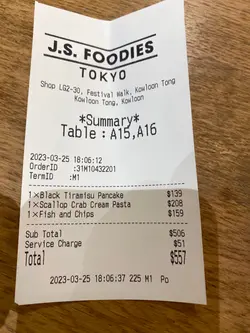 J.S. FOODIES
TOKYO
Shop LG2-30, Festival Walk, Kowloon Tong
Kowloon Tong, Kowloon
*Summary*
Table : A15,A16
2023-03-25 18:06:12
OrderID :31M10432201
TermID :M1
1×Black Tiramisu Pancake $139
1×Scallop Crab Cream Pasta $208
1×Fish and Chips $159
Sub Total $506
Service Charge $51
Total $557
2023-03-25 18:06:37 225 M1 Po